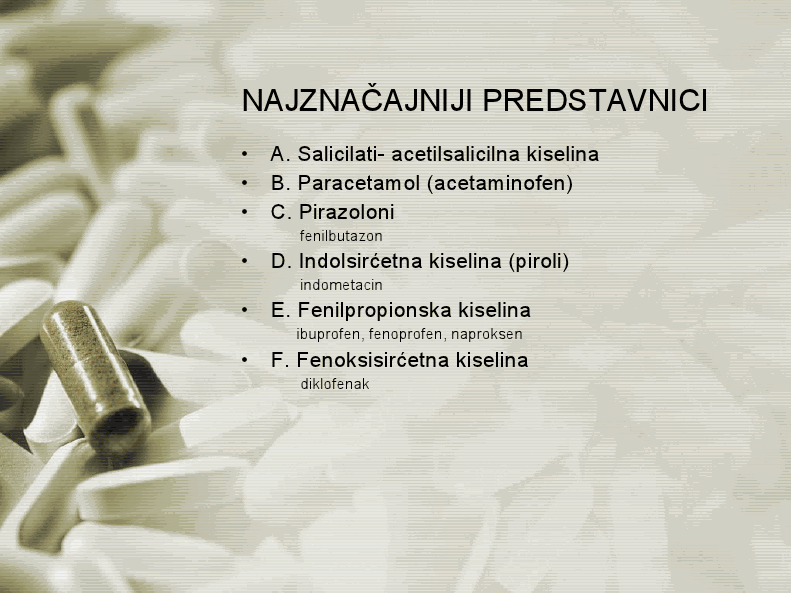 NAJZNAČAJNIJI PREDSTAVNICI
• A. Salicilati- acetilsalicilna kiselina
• B. Paracetamol (acetaminofen)
• C. Pirazoloni
fenilbutazon
• D. Indolsirćetna kiselina (piroli)
indometacin
• E. Fenilpropionska kiselina
ibuprofen, fenoprofen, naproksen
• F. Fenoksisirćetna kiselina
diklofenak